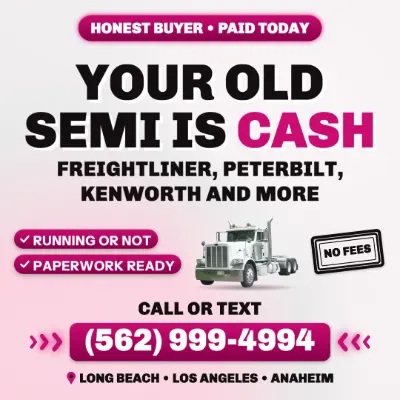 HONEST BUYER • PAID TODAY
YOUR OLD
SEMI IS CASH
FREIGHTLINER, PETERBILT,
KENWORTH AND MORE
RUNNING OR NOT
PAPERWORK READY
NO FEES
CALL OR TEXT
(562) 999-4994
LONG BEACH • LOS ANGELES • ANAHEIM